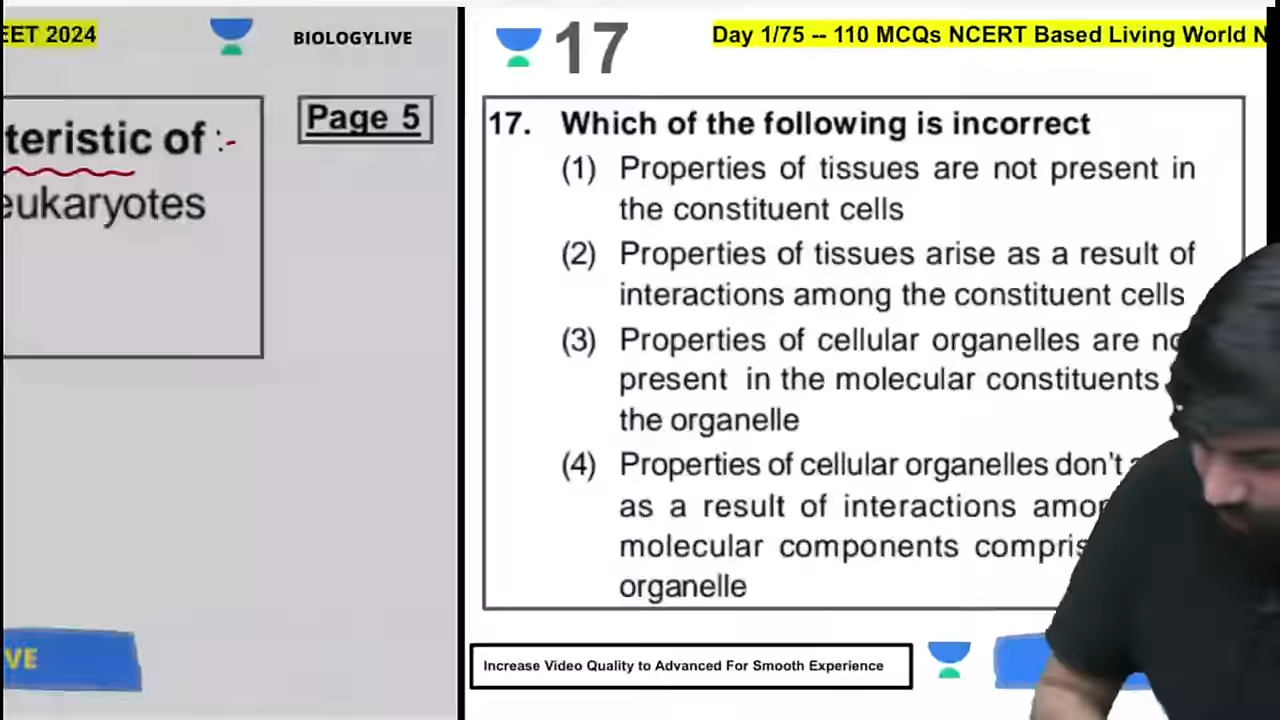 EET 2024
BIOLOGYLIVE
teristic of :-
eukaryotes
Page 5
VE
17
Day 1/75 -- 110 MCQs NCERT Based Living World N
17. Which of the following is incorrect
(1) Properties of tissues are not present in
the constituent cells
(2) Properties of tissues arise as a result of
interactions among the constituent cells
(3) Properties of cellular organelles are
present in the molecular constituents
the organelle
(4) Properties of cellular organelles don't
as a result of interactions
molecular components
organelle
Increase Video Quality to Advanced For Smooth Experience